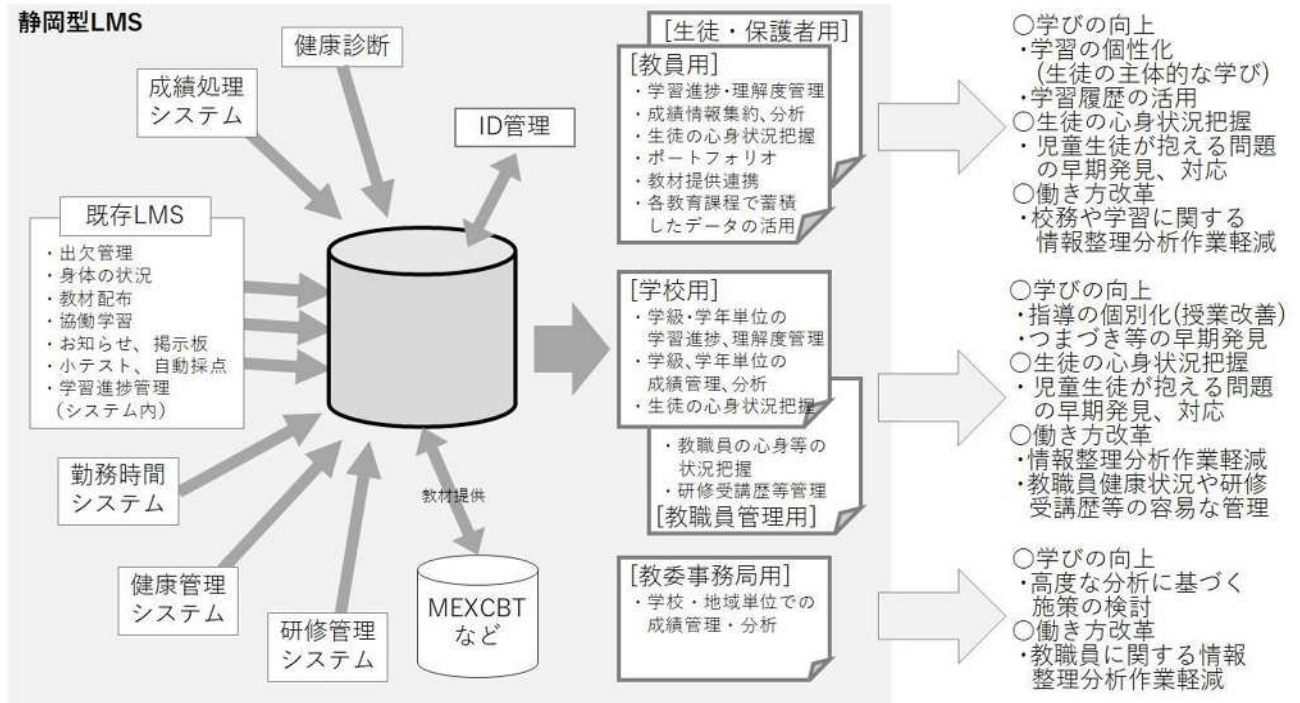 静岡型LMS
健康診断
成績処理
システム
ID管理
既存LMS
・出欠管理
・身体の状況
・教材配布
・協働学習
・お知らせ、掲示板
・小テスト、自動採点
・学習進捗管理
(システム内)
勤務時間
システム
健康管理
システム
研修管理
システム
教材提供
MEXCBT
など
[生徒・保護者用]
[教員用]
・学習進捗・理解度管理
・成績情報集約、分析
・生徒の心身状況把握
・ポートフォリオ
・教材提供連携
・各教育課程で蓄積
したデータの活用
[学校用]
・学級・学年単位の
学習進捗、理解度管理
・学級、学年単位の
成績管理、分析
・生徒の心身状況把握
・教職員の心身等の
状況把握
・研修受講歴等管理
[教職員管理用]
[教委事務局用]
・学校・地域単位での
成績管理・分析
○学びの向上
・学習の個性化
(生徒の主体的な学び)
・学習履歴の活用
○生徒の心身状況把握
・児童生徒が抱える問題
の早期発見、対応
○働き方改革
・校務や学習に関する
情報整理分析作業軽減
○学びの向上
・指導の個別化(授業改善)
・つまづき等の早期発見
○生徒の心身状況把握
・児童生徒が抱える問題
の早期発見、対応
○働き方改革
・情報整理分析作業軽減
・教職員健康状況や研修
受講歴等の容易な管理
○学びの向上
・高度な分析に基づく
施策の検討
○働き方改革
・教職員に関する情報
整理分析作業軽減